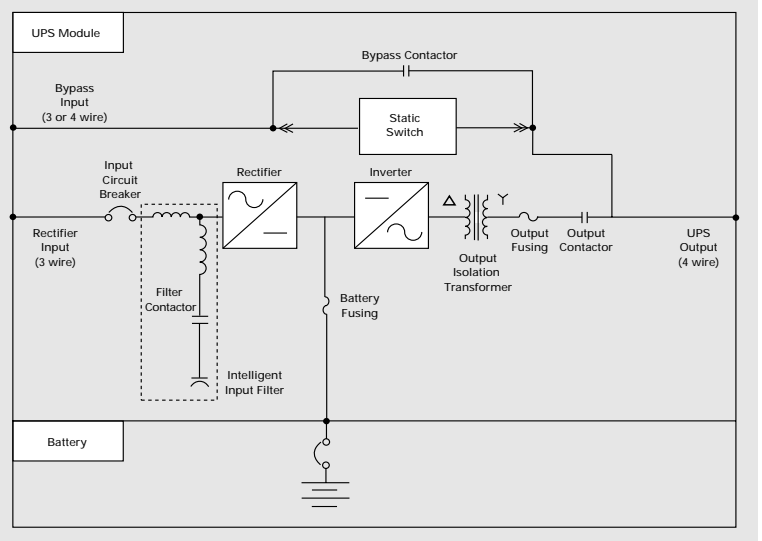 UPS Module
Bypass Contactor
Bypass
Input
(3 or 4 wire)
Static
Switch
Input
Circuit
Breaker
Rectifier
Inverter
Rectifier
Input
(3 wire)
Output
Fusing
Output
Contactor
UPS
Output
(4 wire)
Output
Isolation
Transformer
Filter
Contactor
Battery
Fusing
Intelligent
Input Filter
Battery